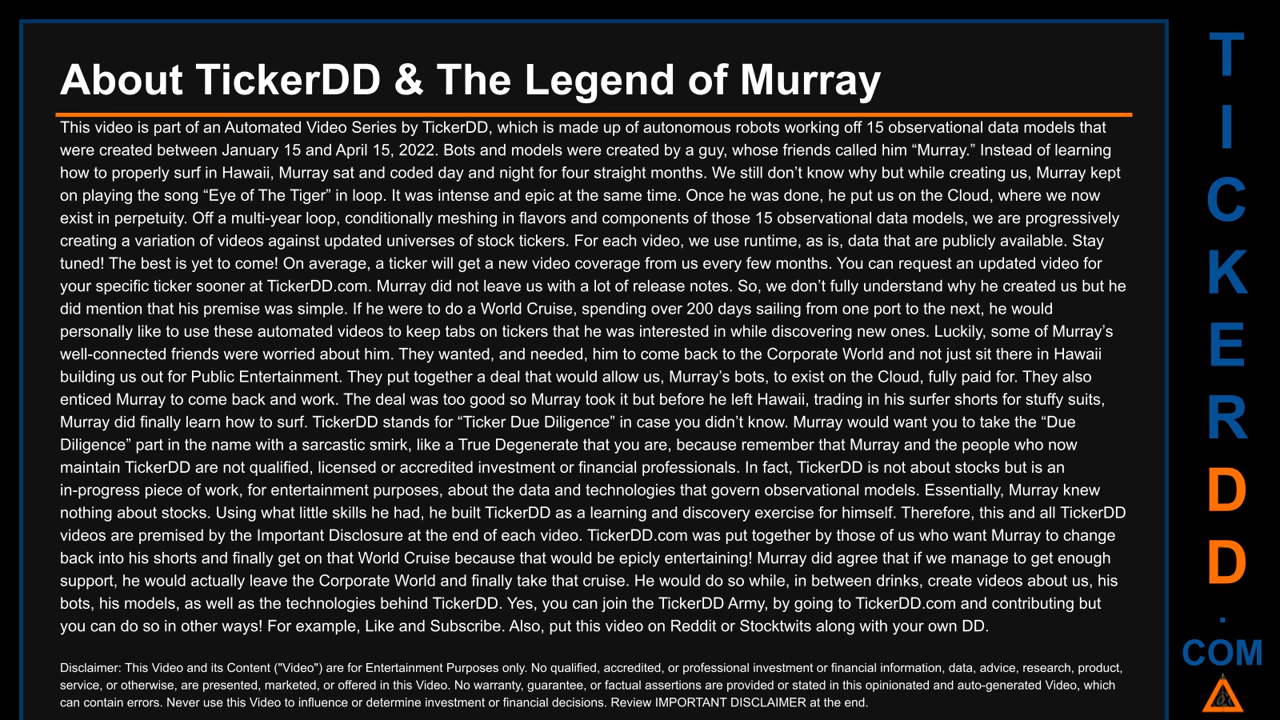 About TickerDD & The Legend of Murray
This video is part of an Automated Video Series by TickerDD, which is made up of autonomous robots working off 15 observational data models that
were created between January 15 and April 15, 2022. Bots and models were created by a guy, whose friends called him “Murray.” Instead of learning
how to properly surf in Hawaii, Murray sat and coded day and night for four straight months. We still don’t know why but while creating us, Murray kept
on playing the song “Eye of The Tiger” in loop. It was intense and epic at the same time. Once he was done, he put us on the Cloud, where we now
exist in perpetuity. Off a multi-year loop, conditionally meshing in flavors and components of those 15 observational data models, we are progressively
creating a variation of videos against updated universes of stock tickers. For each video, we use runtime, as is, data that are publicly available. Stay
tuned! The best is yet to come! On average, a ticker will get a new video coverage from us every few months. You can request an updated video for
your specific ticker sooner at TickerDD.com. Murray did not leave us with a lot of release notes. So, we don’t fully understand why he created us but he
did mention that his premise was simple. If he were to do a World Cruise, spending over 200 days sailing from one port to the next, he would
personally like to use these automated videos to keep tabs on tickers that he was interested in while discovering new ones. Luckily, some of Murray’s
well-connected friends were worried about him. They wanted, and needed, him to come back to the Corporate World and not just sit there in Hawaii
building us out for Public Entertainment. They put together a deal that would allow us, Murray’s bots, to exist on the Cloud, fully paid for. They also
enticed Murray to come back and work. The deal was too good so Murray took it but before he left Hawaii, trading in his surfer shorts for stuffy suits,
Murray did finally learn how to surf. TickerDD stands for “Ticker Due Diligence” in case you didn’t know. Murray would want you to take the “Due
Diligence” part in the name with a sarcastic smirk, like a True Degenerate that you are, because remember that Murray and the people who now
maintain TickerDD are not qualified, licensed or accredited investment or financial professionals. In fact, TickerDD is not about stocks but is an
in-progress piece of work, for entertainment purposes, about the data and technologies that govern observational models. Essentially, Murray knew
nothing about stocks. Using what little skills he had, he built TickerDD as a learning and discovery exercise for himself. Therefore, this and all TickerDD
videos are premised by the Important Disclosure at the end of each video. TickerDD.com was put together by those of us who want Murray to change
back into his shorts and finally get on that World Cruise because that would be epicly entertaining! Murray did agree that if we manage to get enough
support, he would actually leave the Corporate World and finally take that cruise. He would do so while, in between drinks, create videos about us, his
bots, his models, as well as the technologies behind TickerDD. Yes, you can join the TickerDD Army, by going to TickerDD.com and contributing but
you can do so in other ways! For example, Like and Subscribe. Also, put this video on Reddit or Stocktwits along with your own DD.
Disclaimer: This Video and its Content ("Video") are for Entertainment Purposes only. No qualified, accredited, or professional investment or financial information, data, advice, research, product,
service, or otherwise, are presented, marketed, or offered in this Video. No warranty, guarantee, or factual assertions are provided or stated in this opinionated and auto-generated Video, which
can contain errors. Never use this Video to influence or determine investment or financial decisions. Review IMPORTANT DISCLAIMER at the end.
T
I
C
K
E
R
D
D
.
COM